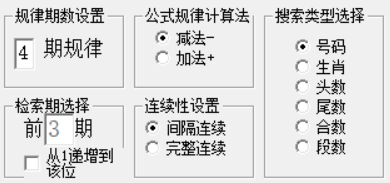 规律期数设置
4 期规律
公式规律计算法
减法-
加法+
搜索类型选择
号码
生肖
头数
尾数
合数
段数
检索期选择
前 3 期
从1递增到
该位
连续性设置
间隔连续
完整连续